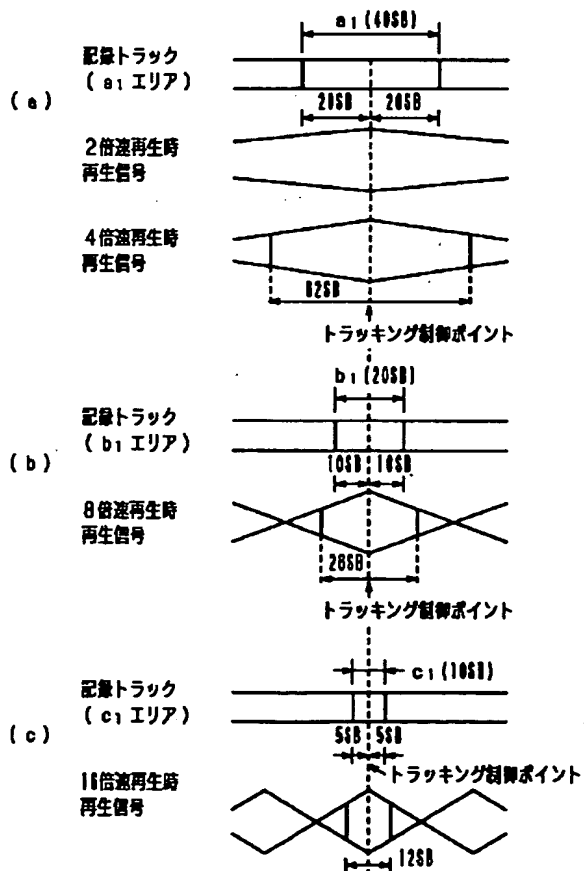 a₁(40SB)
記録トラック
(a₁エリア)
(a)
20SB 20SB
2倍速再生時
再生信号
4倍速再生時
再生信号
62SB
トラッキング制御ポイント
b₁(20SB)
記録トラック
(b₁エリア)
(b)
10SB 10SB
8倍速再生時
再生信号
28SB
トラッキング制御ポイント
c₁(10SB)
記録トラック
(c₁エリア)
(c)
5SB 5SB
トラッキング制御ポイント
16倍速再生時
再生信号
12SB